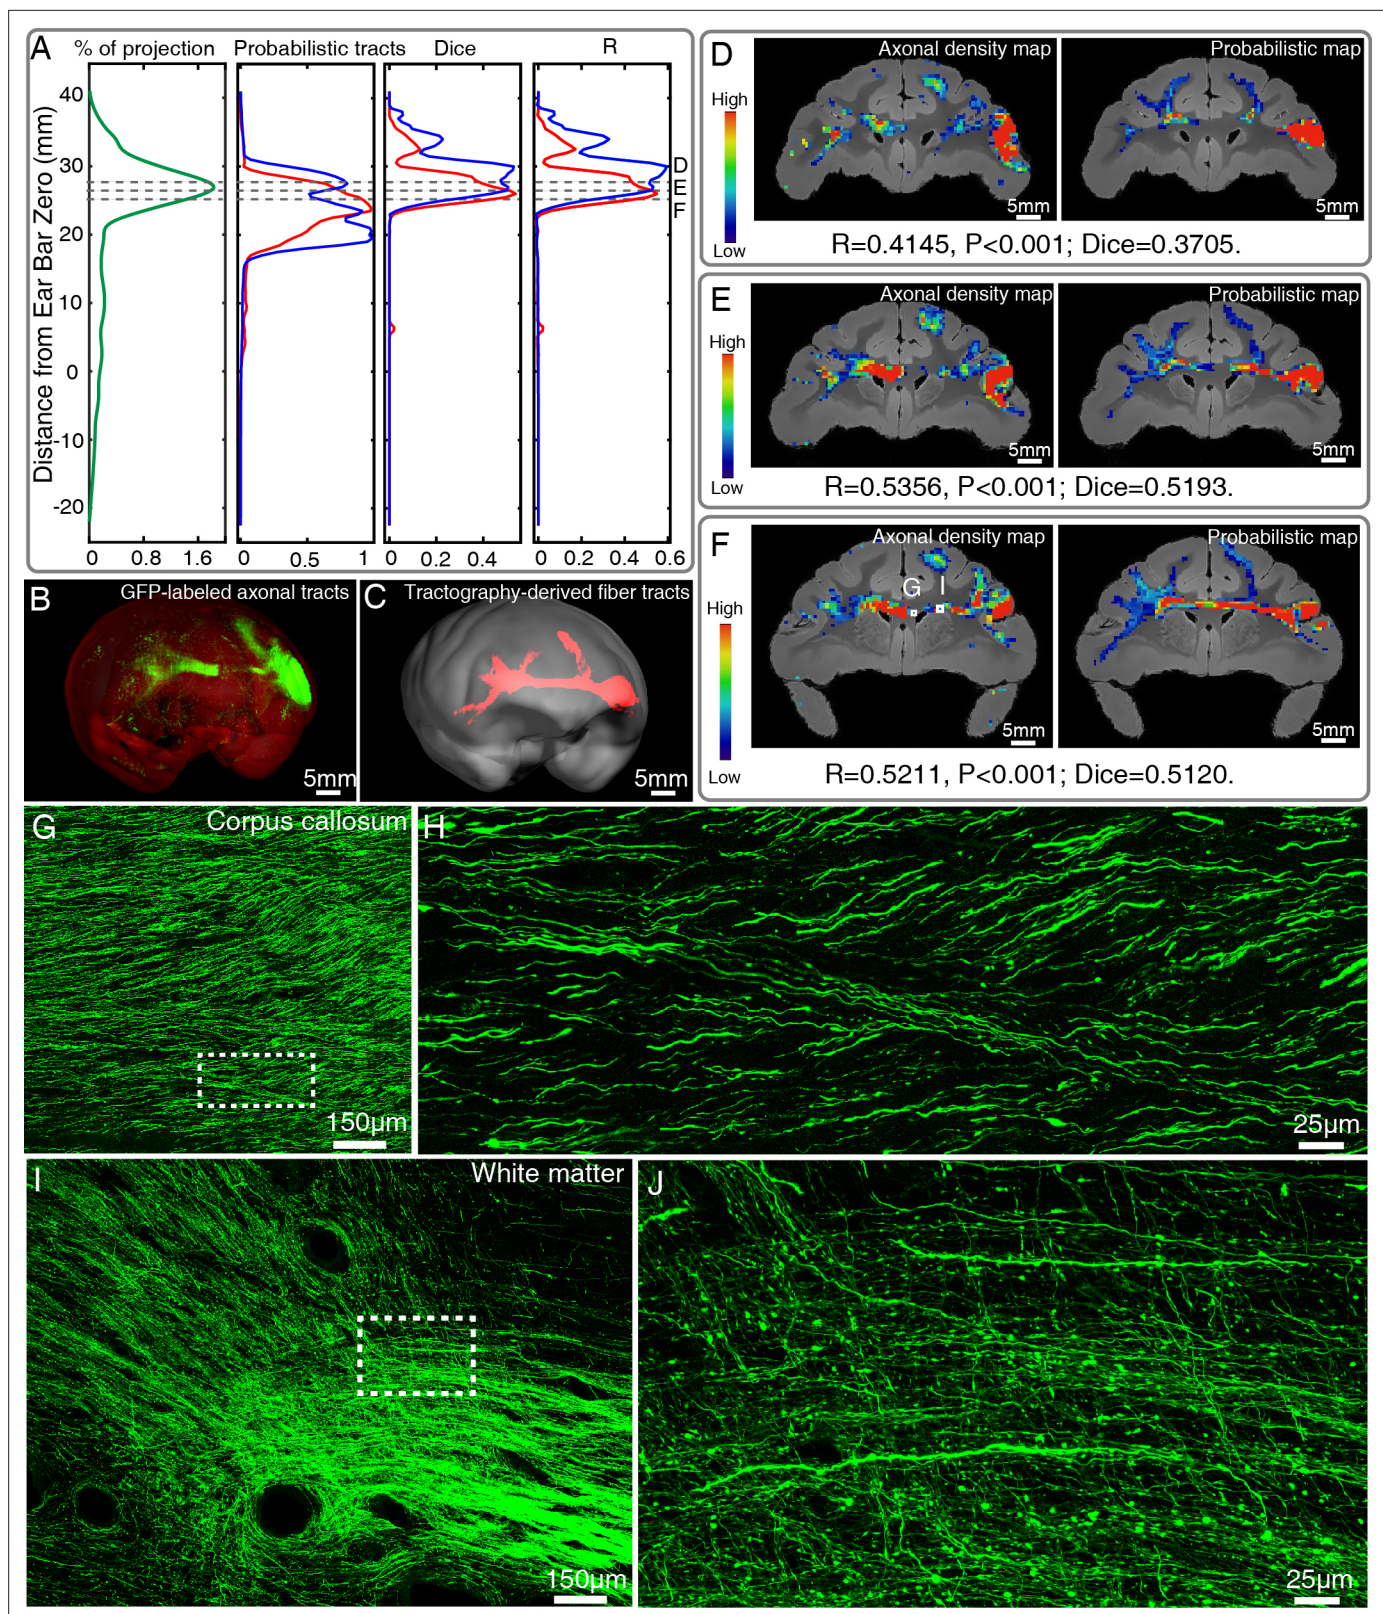 A
% of projection
Probabilistic tracts
Dice
R
Distance from Ear Bar Zero (mm)
40
30
20
10
0
-10
-20
D
E
F
0 0.8 1.6
0 0.5 1
0 0.2 0.4
0 0.2 0.4 0.6
B
GFP-labeled axonal tracts
5mm
C
Tractography-derived fiber tracts
5mm
D
High
Low
Axonal density map
5mm
Probabilistic map
5mm
R=0.4145, P<0.001; Dice=0.3705.
E
High
Low
Axonal density map
5mm
Probabilistic map
5mm
R=0.5356, P<0.001; Dice=0.5193.
F
High
Low
Axonal density map
G
I
5mm
Probabilistic map
5mm
R=0.5211, P<0.001; Dice=0.5120.
G
Corpus callosum
150µm
H
25µm
I
White matter
150µm
J
25µm